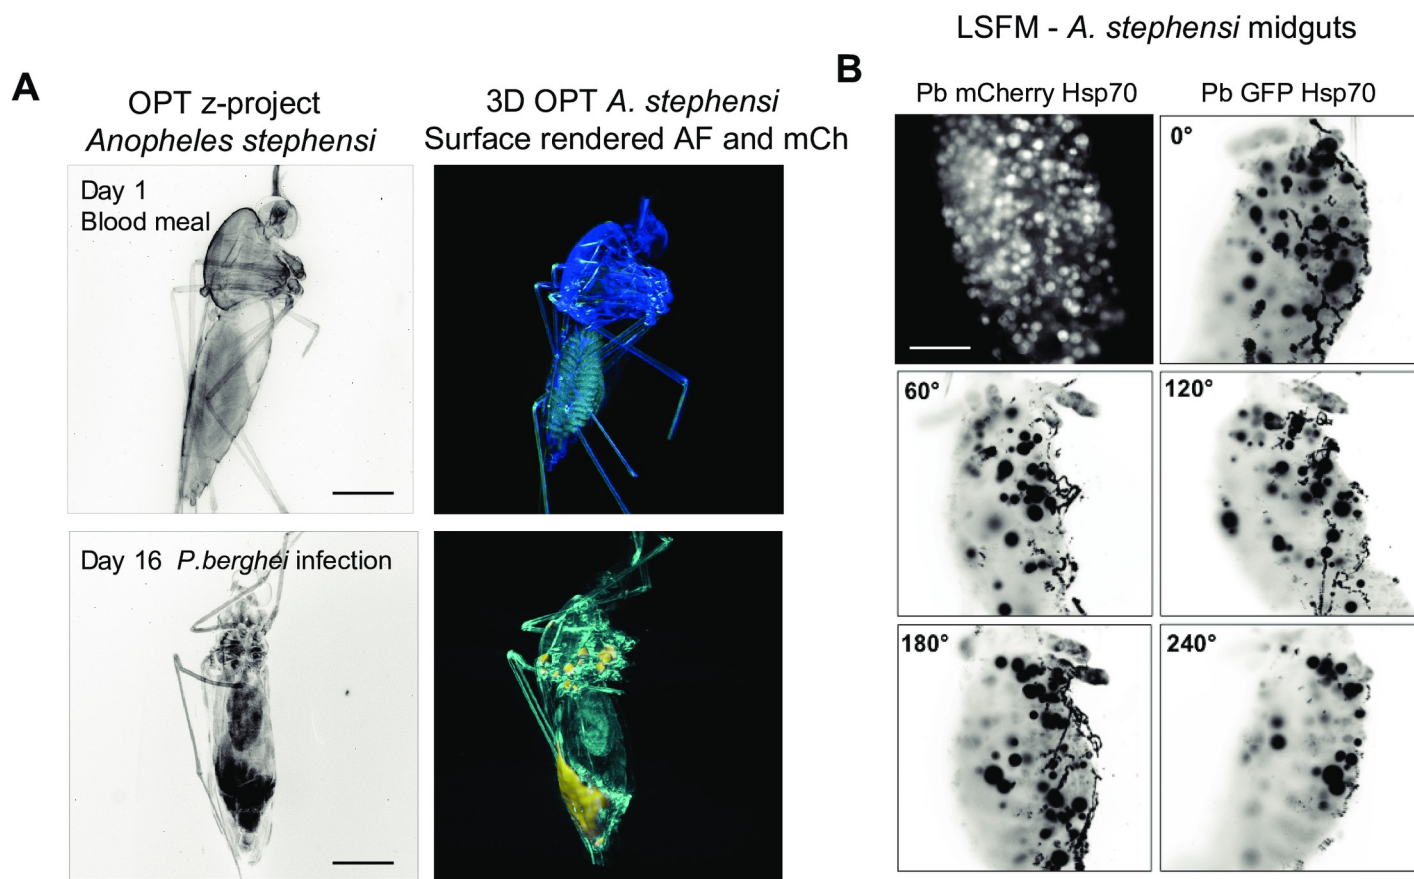 A
OPT z-project
Anopheles stephensi
3D OPT A. stephensi
Surface rendered AF and mCh
Day 1
Blood meal
Day 16 P.berghei infection
LSFM - A. stephensi midguts
B
Pb mCherry Hsp70
Pb GFP Hsp70
0°
60°
120°
180°
240°